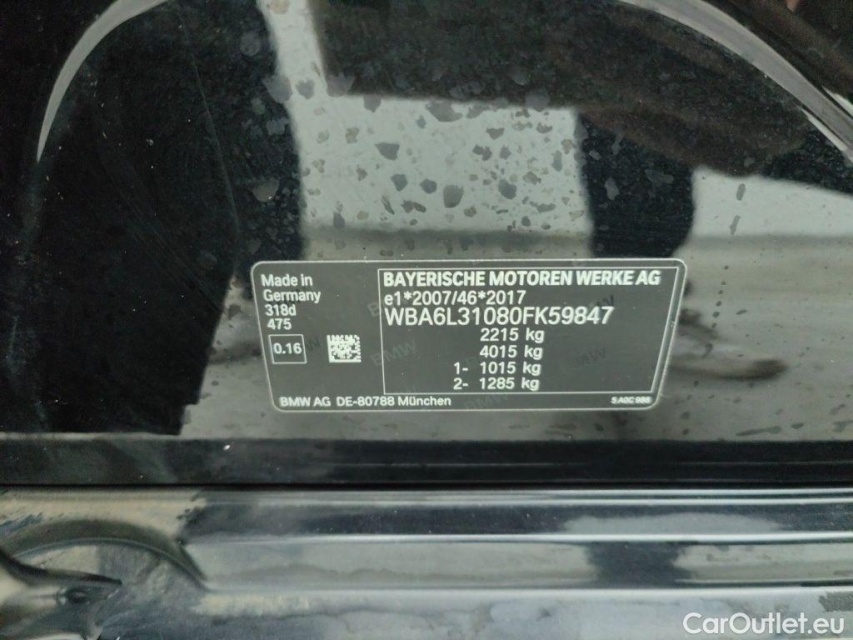 Made in
Germany
318d
475
0.16
BAYERISCHE MOTOREN WERKE AG
e1*2007/46*2017
WBA6L31080FK59847
2215 kg
4015 kg
1- 1015 kg
2- 1285 kg
BMW AG DE-80788 München
CarOutlet.eu